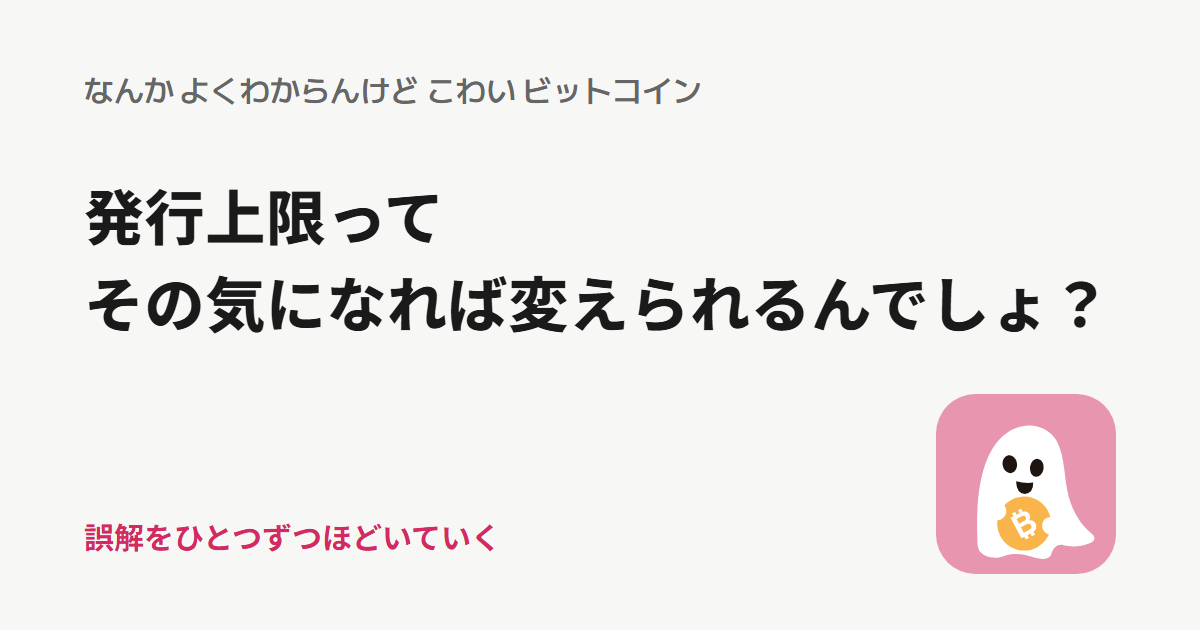 なんか よくわからんけど こわい ビットコイン
発行上限って
その気になれば変えられるんでしょ？
誤解をひとつずつほどいていく